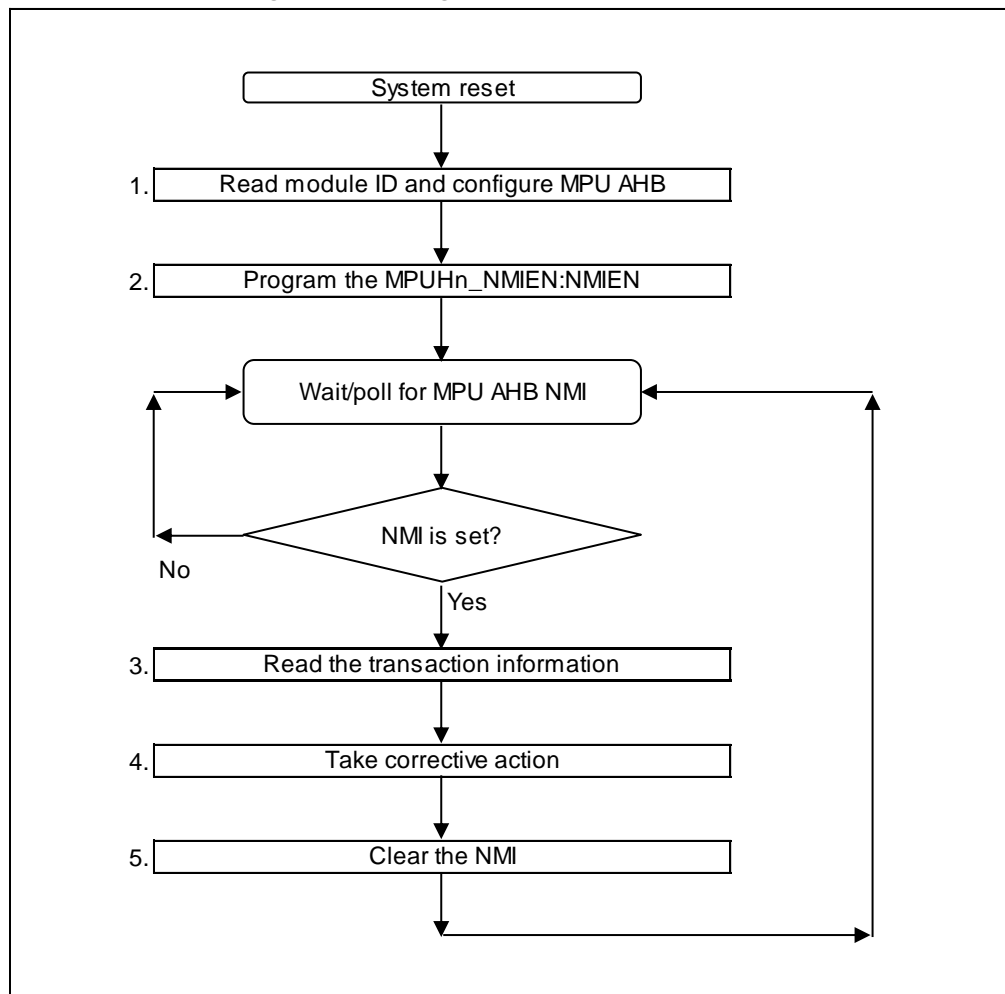 System reset
1. Read module ID and configure MPU AHB
2. Program the MPUHn_NMIEN:NMIEN
Wait/poll for MPU AHB NMI
NMI is set?
No
Yes
3. Read the transaction information
4. Take corrective action
5. Clear the NMI